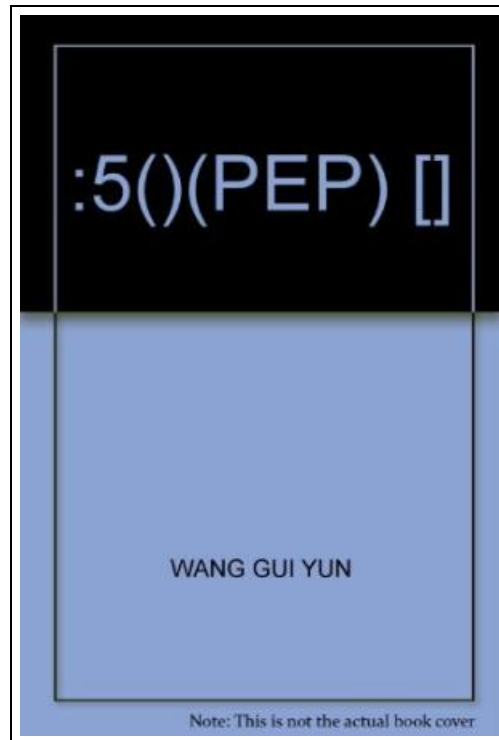 :5()(PEP) []
WANG GUI YUN
Note: This is not the actual book cover